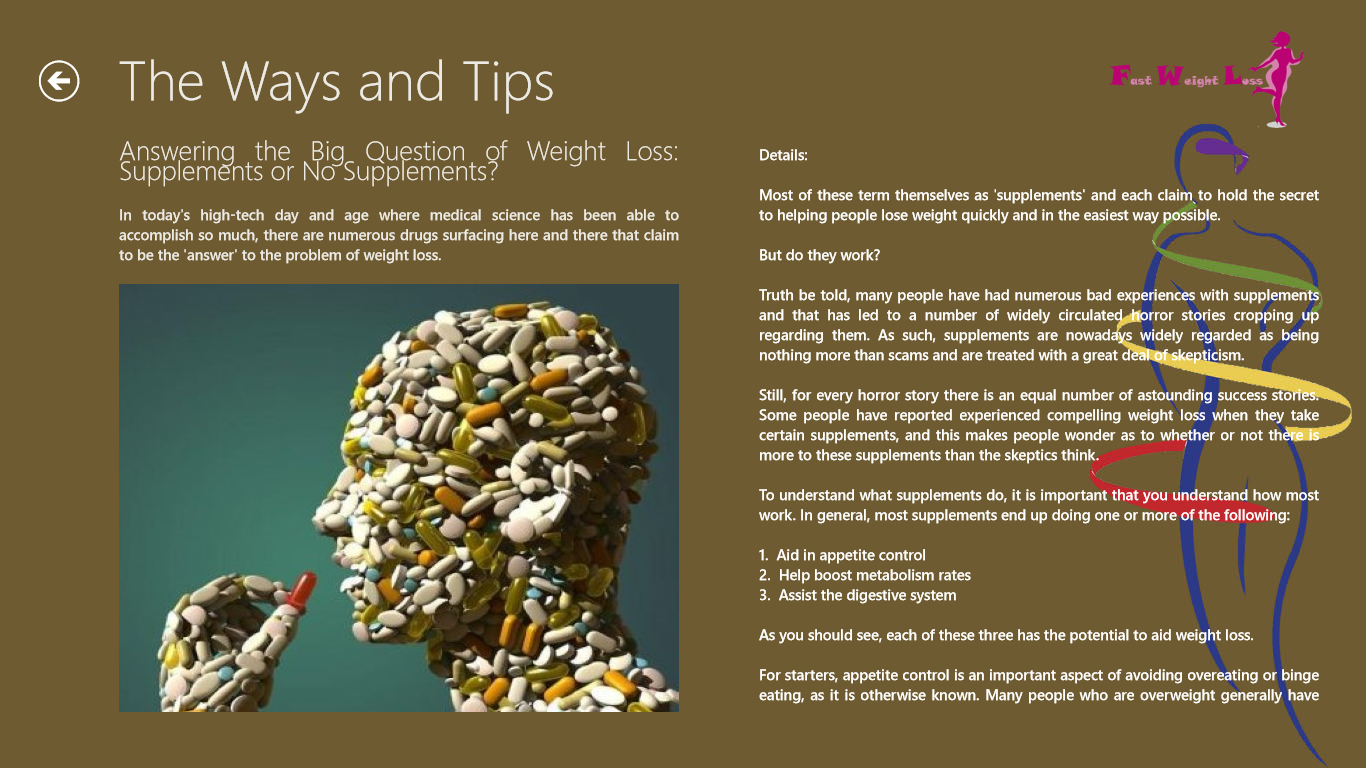 The Ways and Tips
Fast Weight Loss
Answering the Big Question of Weight Loss:
Supplements or No Supplements?
In today's high-tech day and age where medical science has been able to
accomplish so much, there are numerous drugs surfacing here and there that claim
to be the 'answer' to the problem of weight loss.
Details:
Most of these term themselves as 'supplements' and each claim to hold the secret
to helping people lose weight quickly and in the easiest way possible.
But do they work?
Truth be told, many people have had numerous bad experiences with supplements
and that has led to a number of widely circulated horror stories cropping up
regarding them. As such, supplements are nowadays widely regarded as being
nothing more than scams and are treated with a great deal of skepticism.
Still, for every horror story there is an equal number of astounding success stories.
Some people have reported experienced compelling weight loss when they take
certain supplements, and this makes people wonder as to whether or not there is
more to these supplements than the skeptics think.
To understand what supplements do, it is important that you understand how most
work. In general, most supplements end up doing one or more of the following:
1. Aid in appetite control
2. Help boost metabolism rates
3. Assist the digestive system
As you should see, each of these three has the potential to aid weight loss.
For starters, appetite control is an important aspect of avoiding overeating or binge
eating, as it is otherwise known. Many people who are overweight generally have